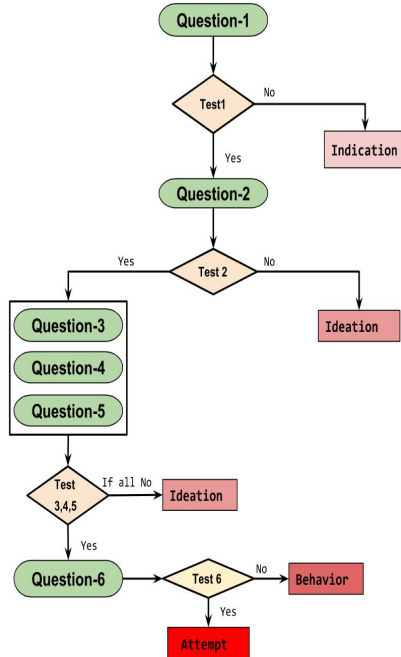 Question-1
Test1
No
Indication
Yes
Question-2
Yes
Test 2
No
Question-3
Ideation
Question-4
Question-5
Test
3,4,5
If all No
Ideation
Yes
Question-6
Test 6
No
Behavior
Yes
Attempt